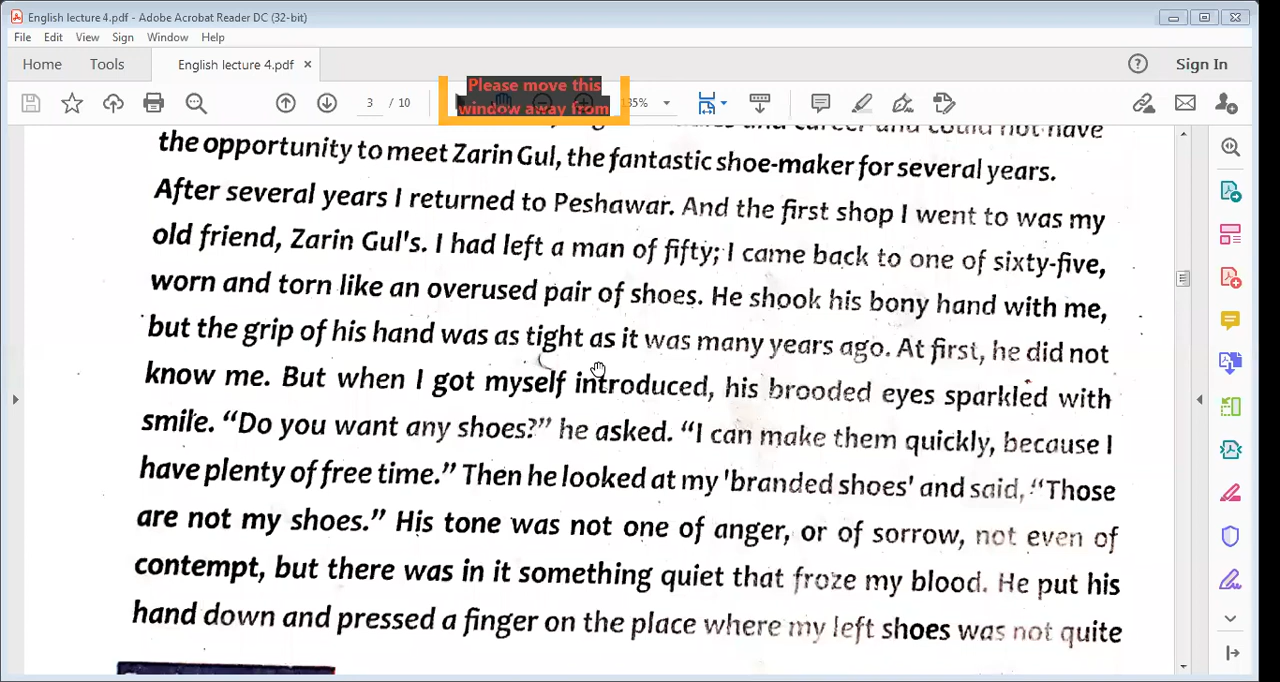 English lecture 4.pdf - Adobe Acrobat Reader DC (32-bit)
File Edit View Sign Window Help
Home Tools English lecture 4.pdf × Sign In
3 / 10 135%
Please move this
window away from
and career and could not have
the opportunity to meet Zarin Gul, the fantastic shoe-maker for several years.
After several years I returned to Peshawar. And the first shop I went to was my
old friend, Zarin Gul's. I had left a man of fifty; I came back to one of sixty-five,
worn and torn like an overused pair of shoes. He shook his bony hand with me,
but the grip of his hand was as tight as it was many years ago. At first, he did not
know me. But when I got myself introduced, his brooded eyes sparkled with
smile. “Do you want any shoes?” he asked. “I can make them quickly, because I
have plenty of free time.” Then he looked at my 'branded shoes' and said, “Those
are not my shoes.” His tone was not one of anger, or of sorrow, not even of
contempt, but there was in it something quiet that froze my blood. He put his
hand down and pressed a finger on the place where my left shoes was not quite